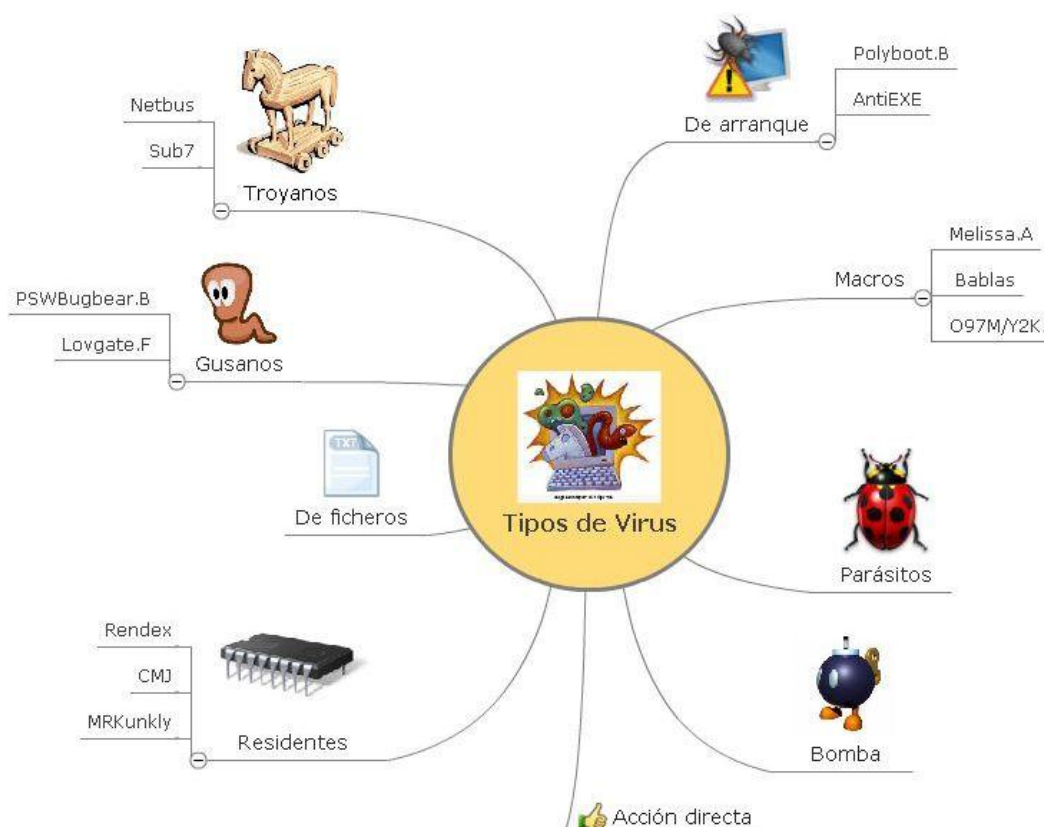 Polyboot.B
AntiEXE
De arranque
Netbus
Sub7
Troyanos
Melissa.A
Macros
Bablas
O97M/Y2K
PSWBugbear.B
Lovgate.F
Gusanos
TXT
De ficheros
Tipos de Virus
Parásitos
Rendex
CMJ
MRKunkly
Residentes
Bomba
Acción directa